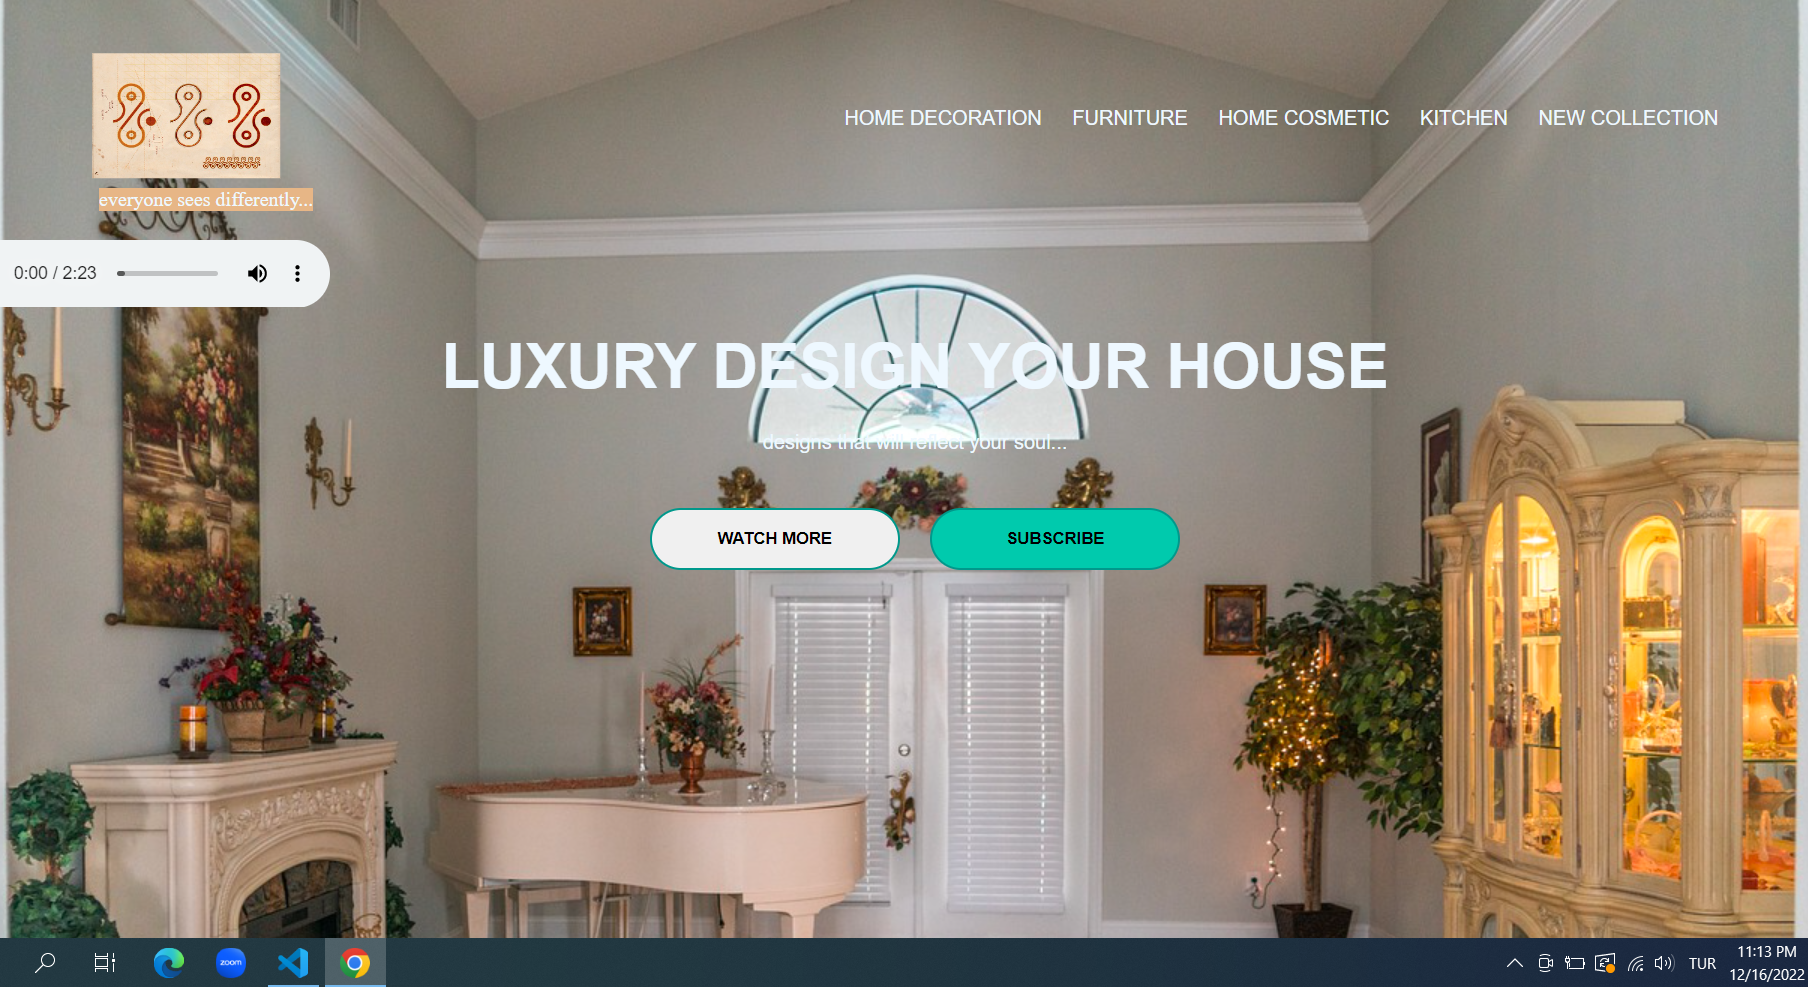 HOME DECORATION FURNITURE HOME COSMETIC KITCHEN NEW COLLECTION
everyone sees differently...
0:00 / 2:23
LUXURY DESIGN YOUR HOUSE
designs that will reflect your soul...
WATCH MORE SUBSCRIBE
zoom
TUR
11:13 PM
12/16/2022